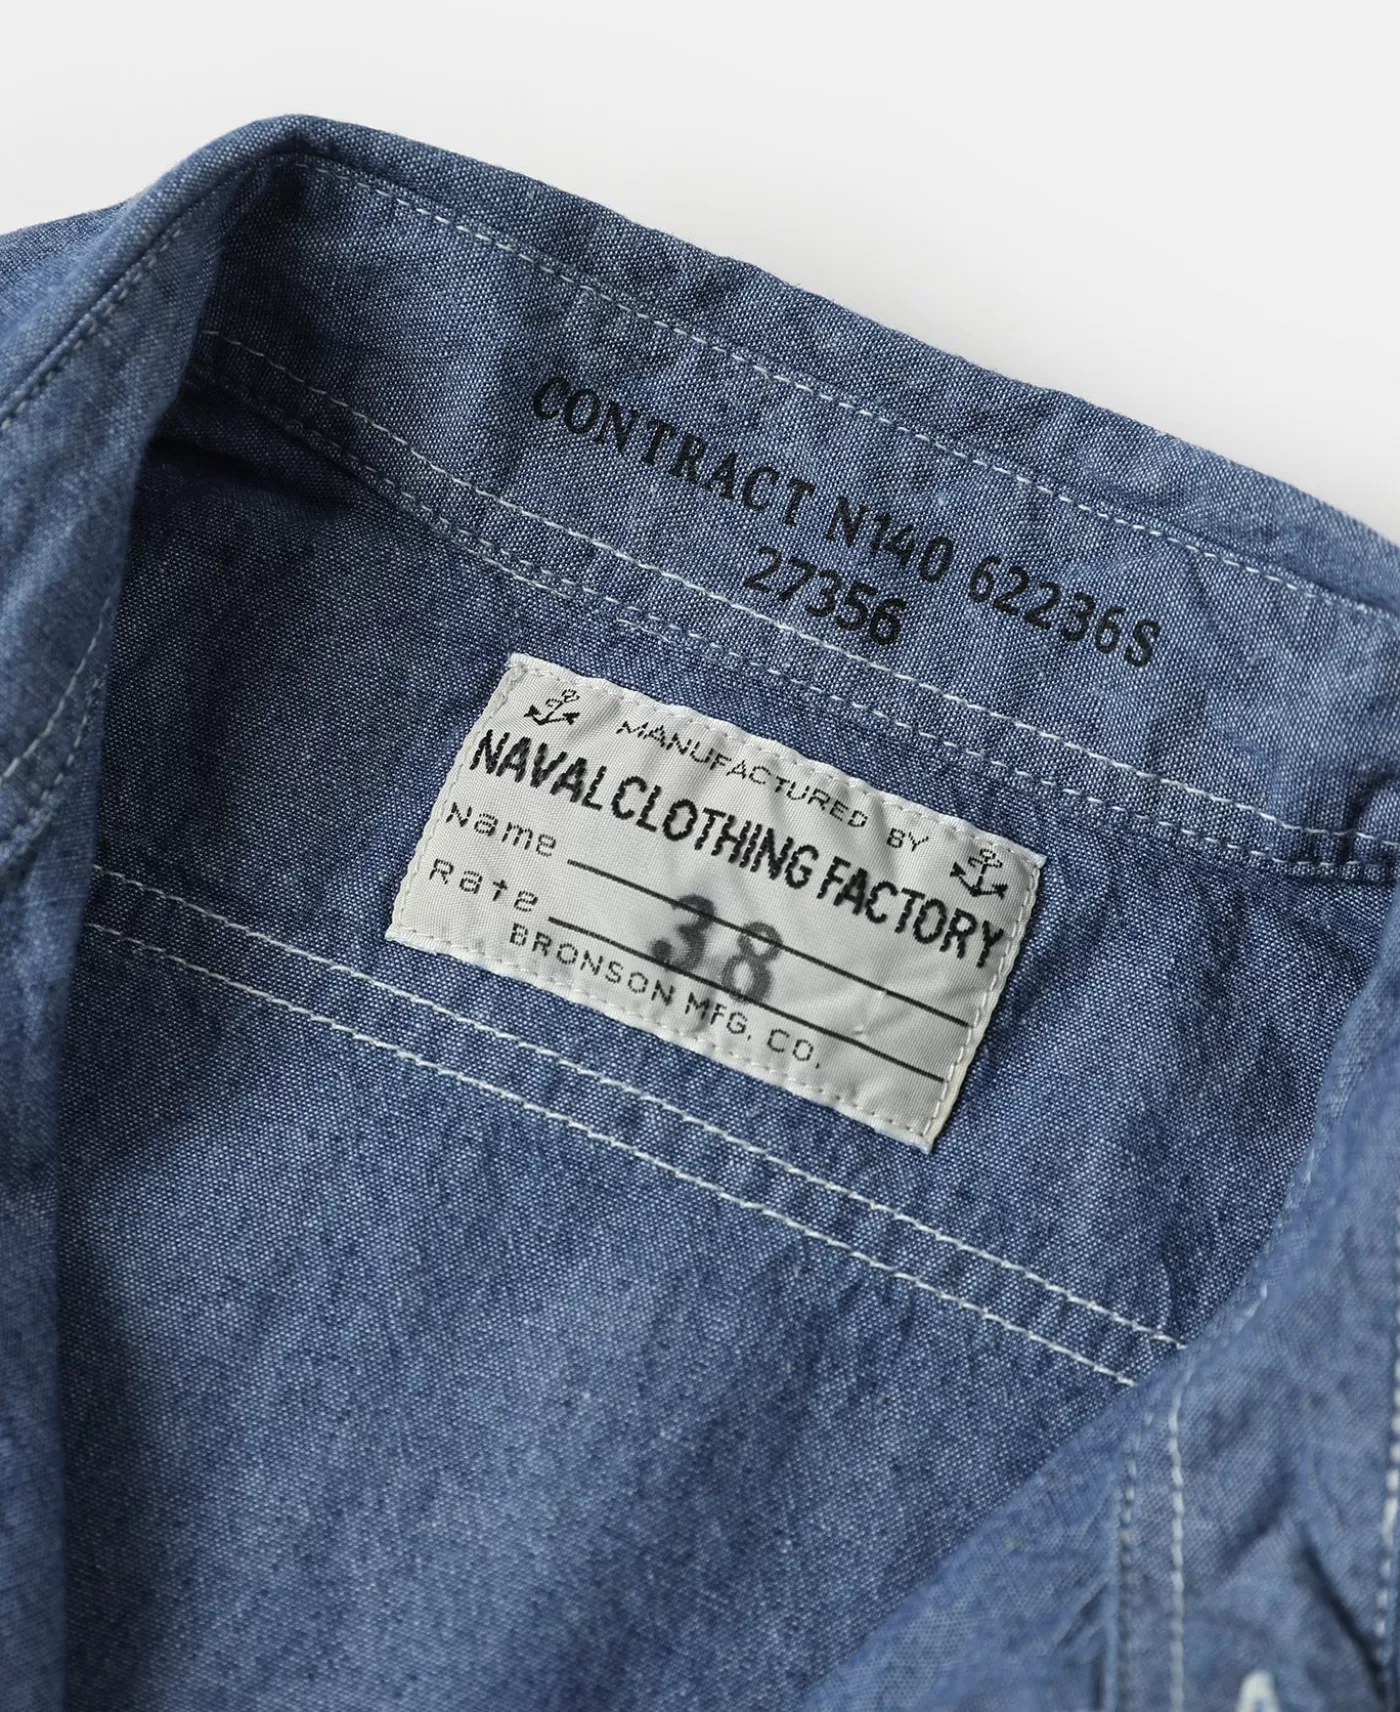 CONTRACT N140 62236S
27356
MANUFACTURED BY
NAVAL CLOTHING FACTORY
Name
Rate
38
BRONSON MFG. CO.